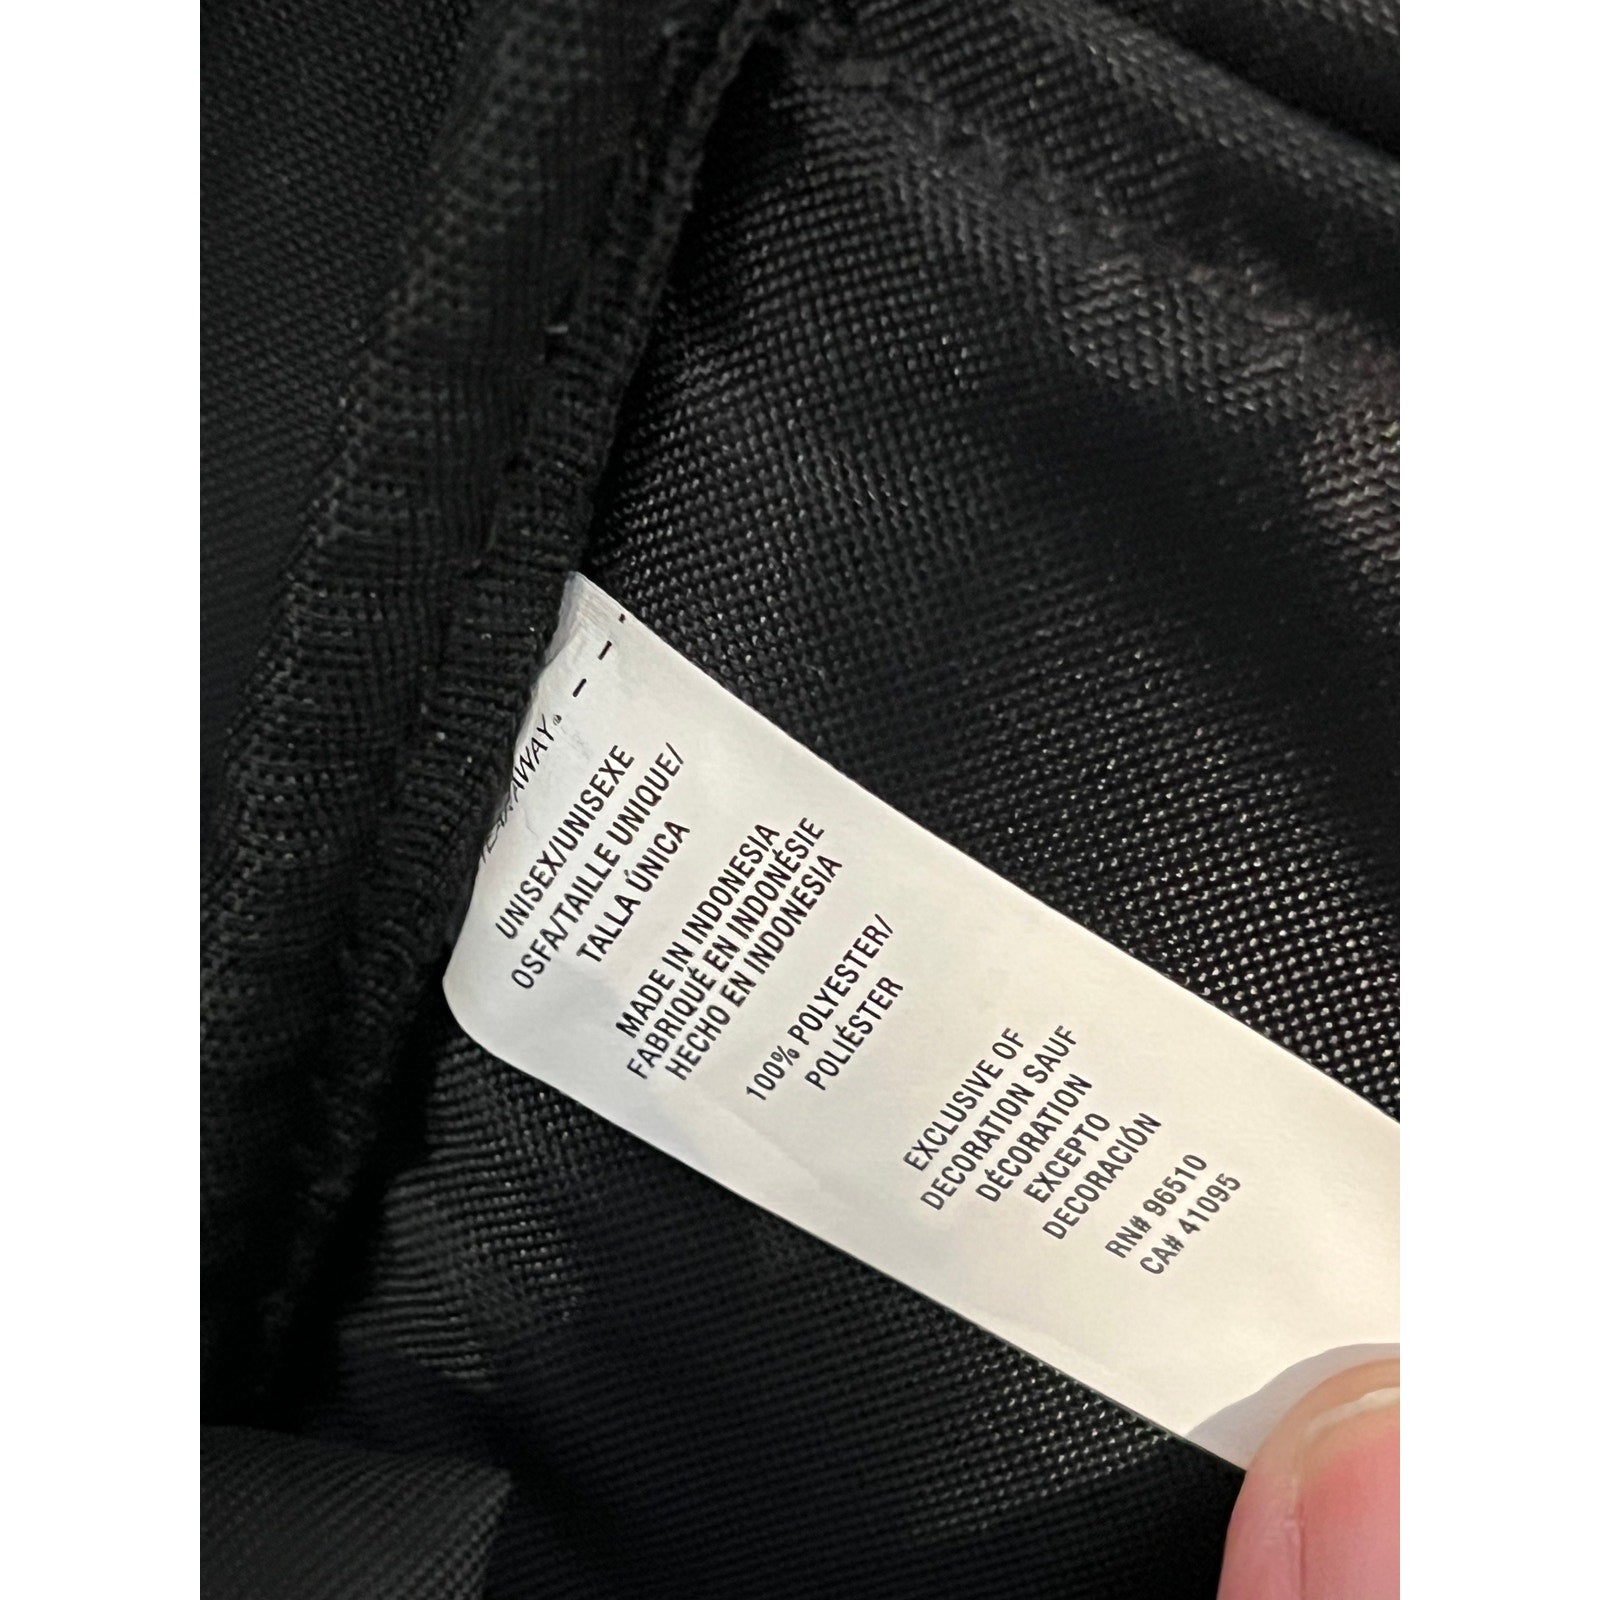 TEARAWAY®
UNISEX/UNISEXE
OSFA/TAILLE UNIQUE/
TALLA ÚNICA
MADE IN INDONESIA
FABRIQUÉ EN INDONÉSIE
HECHO EN INDONESIA
100% POLYESTER/
POLIÉSTER
EXCLUSIVE OF
DECORATION SAUF
DÉCORATION
EXCEPTO
DECORACIÓN
RN# 96510
CA# 41095